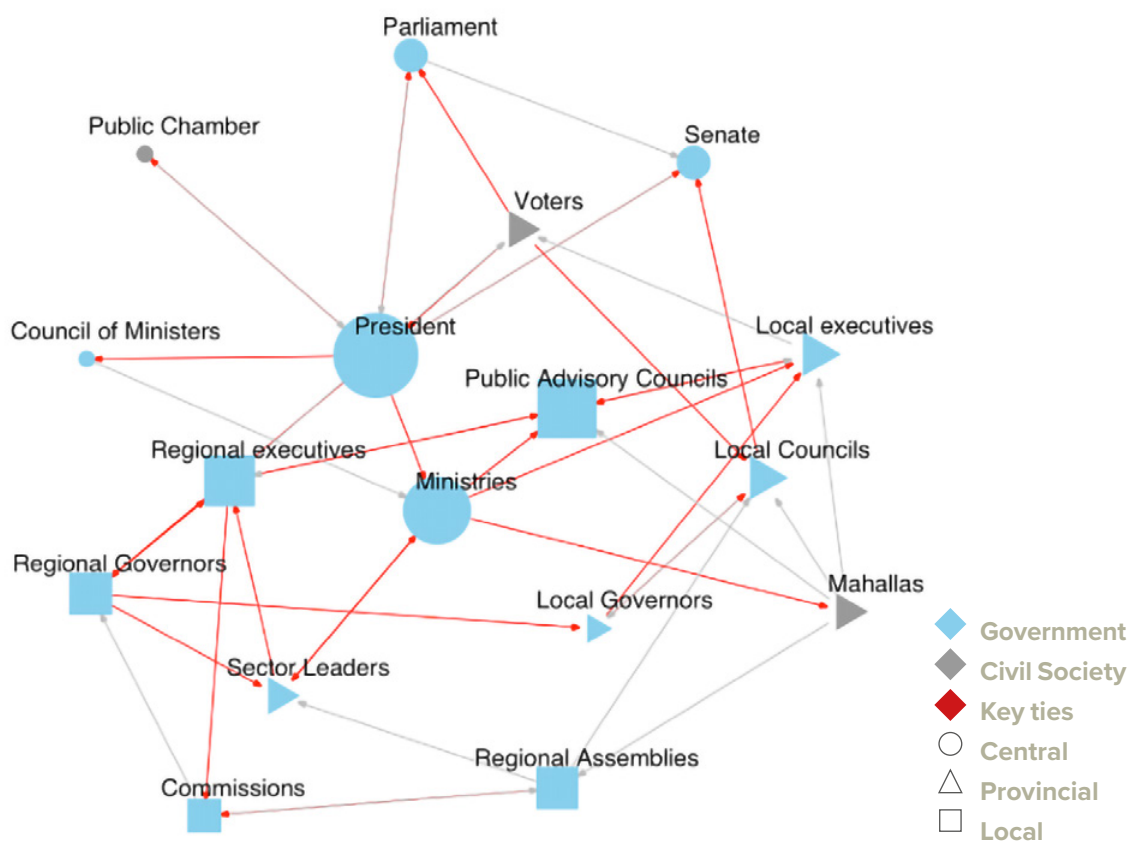 Parliament
Public Chamber
Senate
Voters
President
Local executives
Council of Ministers
Public Advisory Councils
Regional executives
Local Councils
Ministries
Regional Governors
Mahallas
Local Governors
Sector Leaders
Regional Assemblies
Commissions
Government
Civil Society
Key ties
Central
Provincial
Local